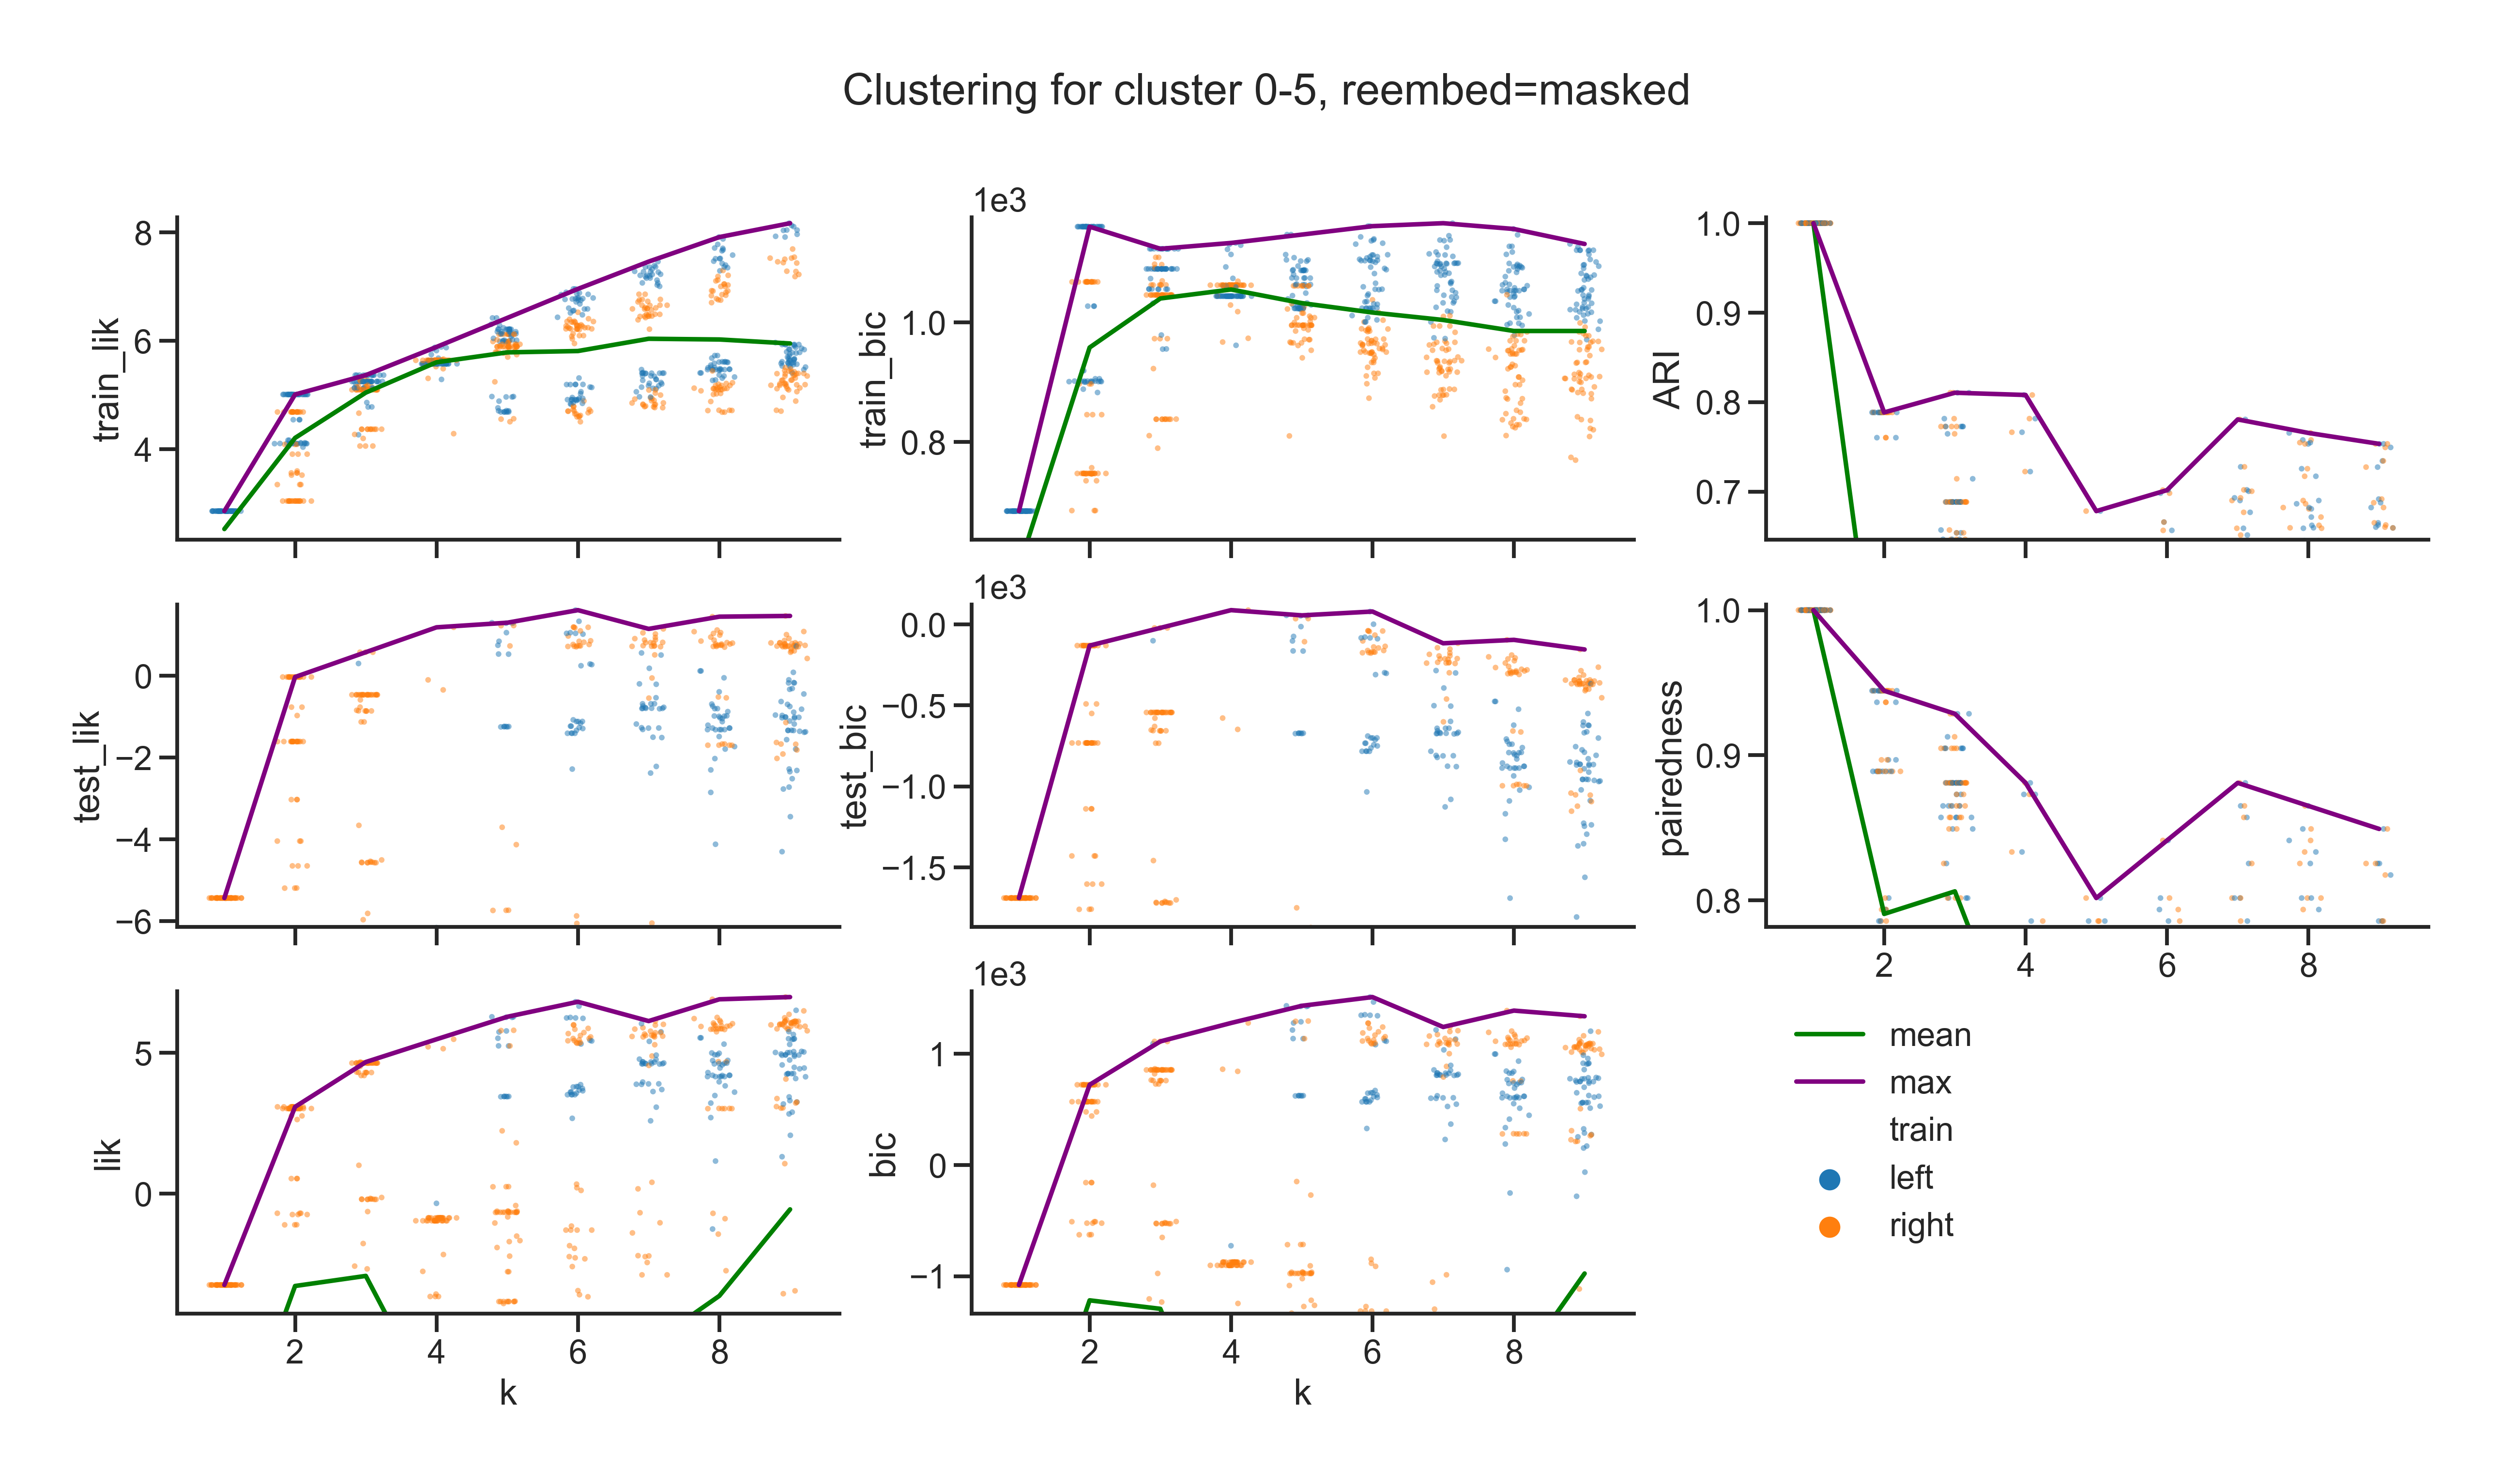 Clustering for cluster 0-5, reembed=masked
train_lik
8
6
4
1e3
train_bic
1.0
0.8
ARI
1.0
0.9
0.8
0.7
test_lik
0
−2
−4
−6
1e3
test_bic
0.0
−0.5
−1.0
−1.5
pairedness
1.0
0.9
0.8
2 4 6 8
lik
5
0
2 4 6 8
k
1e3
bic
1
0
−1
2 4 6 8
k
mean
max
train
left
right